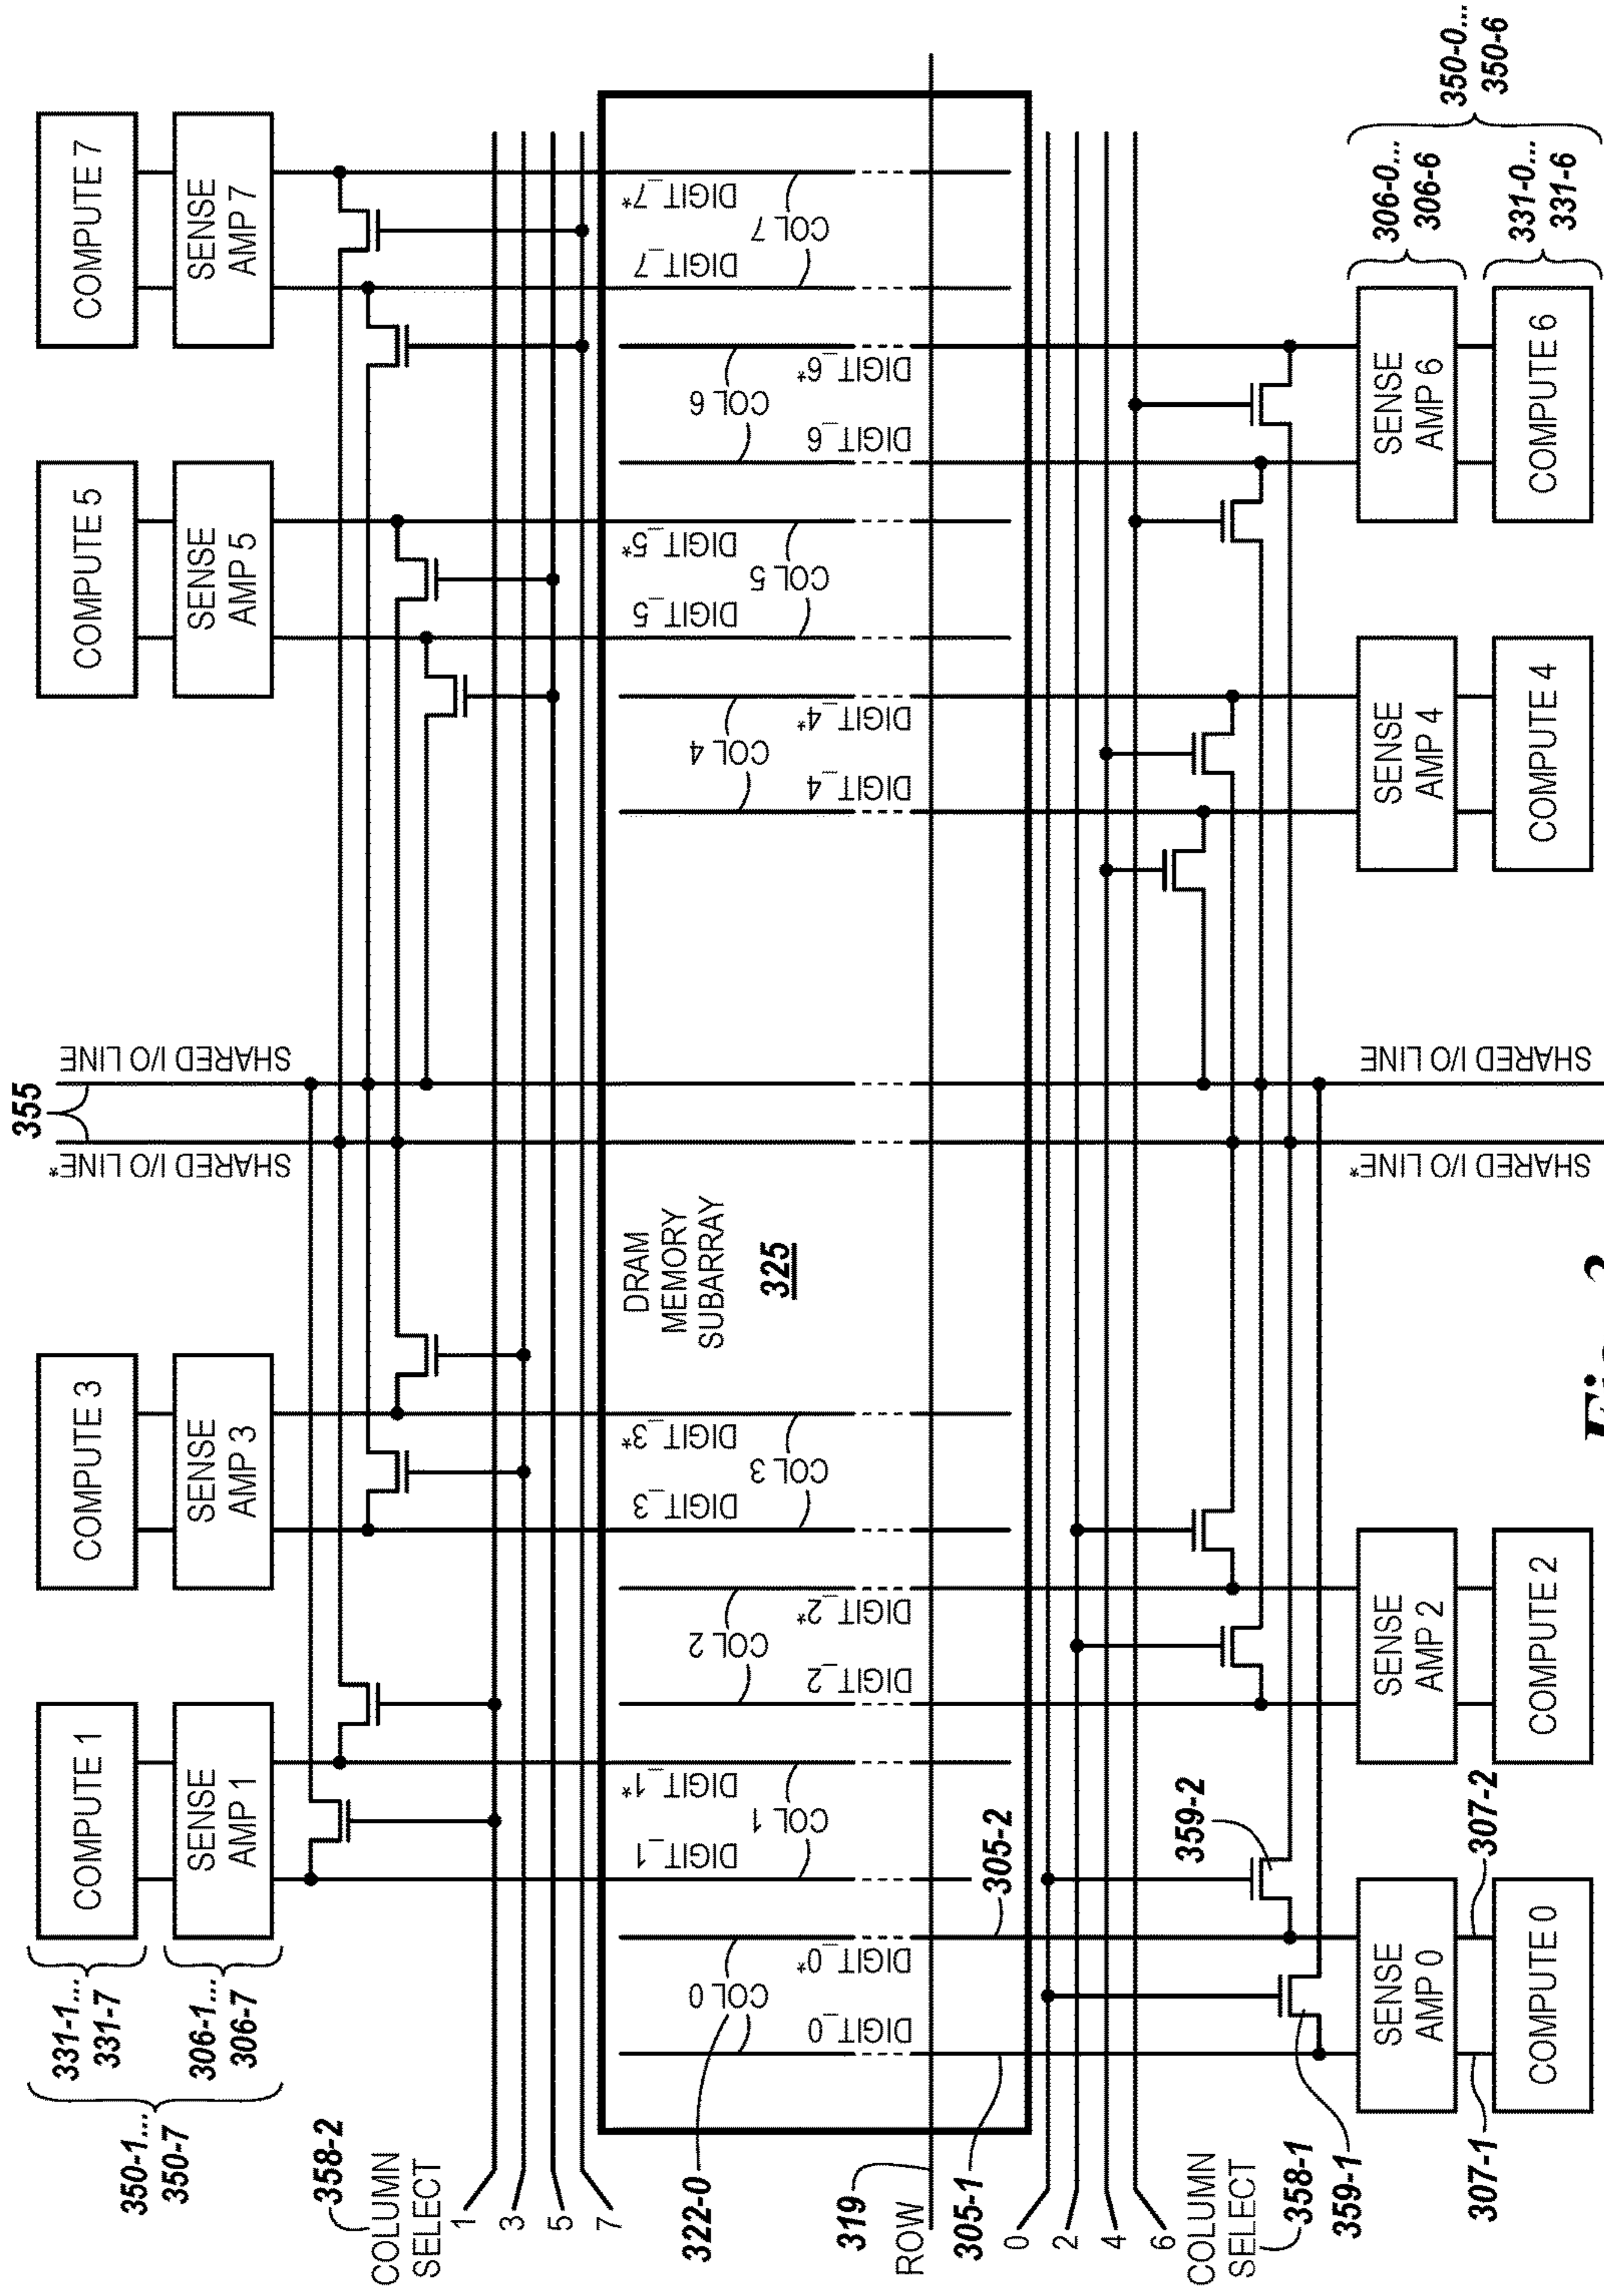 355
350-1...
350-7
331-1...
331-7
COMPUTE 1
COMPUTE 3
COMPUTE 5
COMPUTE 7
306-1...
306-7
SENSE
AMP 1
SENSE
AMP 3
SENSE
AMP 5
SENSE
AMP 7
SHARED I/O LINE*
SHARED I/O LINE
358-2
COLUMN
SELECT
1
3
5
7
DRAM
MEMORY
SUBARRAY
325
DIGIT_1
DIGIT_1*
DIGIT_3
DIGIT_3*
DIGIT_5
DIGIT_5*
DIGIT_7
DIGIT_7*
COL 1
COL 3
COL 5
COL 7
322-0
COL 0
COL 2
COL 4
COL 6
DIGIT_0
DIGIT_0*
DIGIT_2
DIGIT_2*
DIGIT_4
DIGIT_4*
DIGIT_6
DIGIT_6*
319
ROW
305-1
305-2
0
2
4
6
COLUMN
SELECT
358-1
359-1
359-2
SHARED I/O LINE*
SHARED I/O LINE
SENSE
AMP 0
SENSE
AMP 2
SENSE
AMP 4
SENSE
AMP 6
306-0...
306-6
350-0...
350-6
307-1
307-2
COMPUTE 0
COMPUTE 2
COMPUTE 4
COMPUTE 6
331-0...
331-6